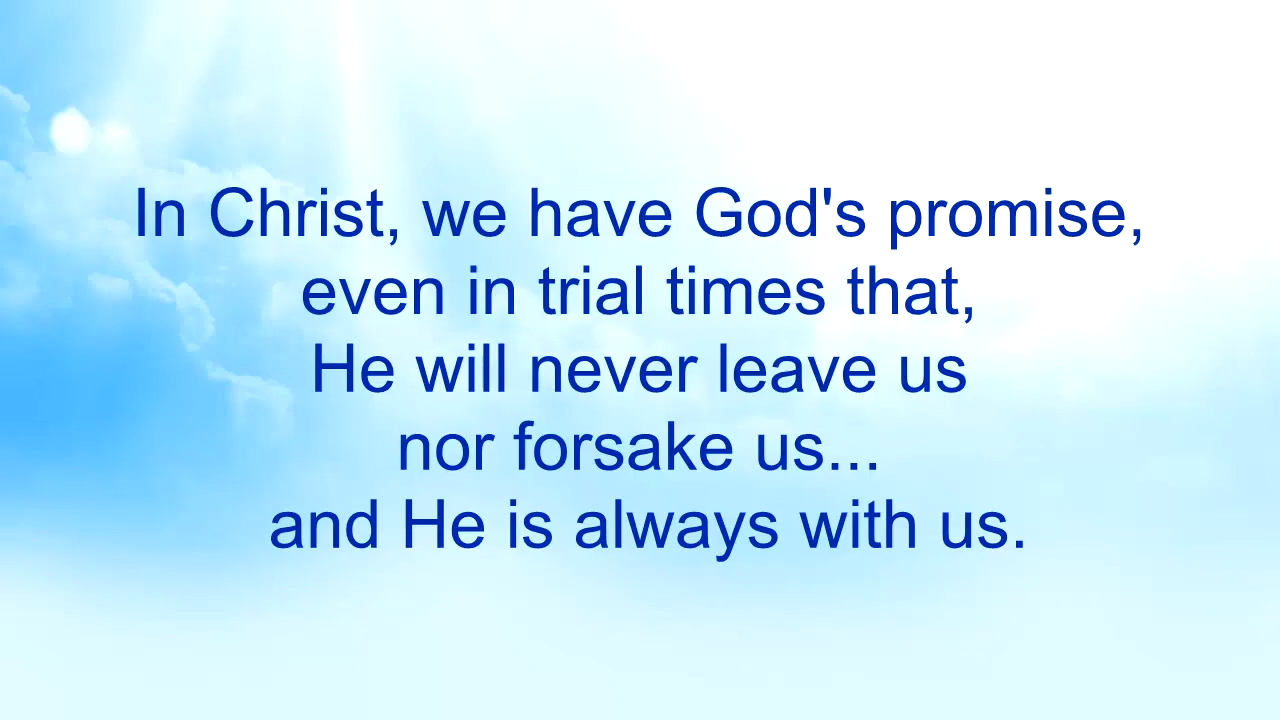 In Christ, we have God's promise,
even in trial times that,
He will never leave us
nor forsake us...
and He is always with us.